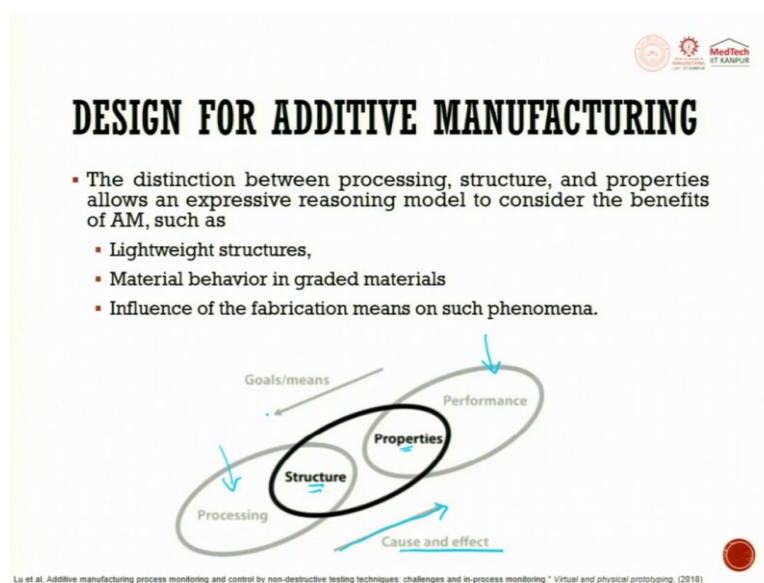 MedTech
IIT KANPUR
DESIGN FOR ADDITIVE MANUFACTURING
▪ The distinction between processing, structure, and properties
allows an expressive reasoning model to consider the benefits
of AM, such as
▪ Lightweight structures,
▪ Material behavior in graded materials
▪ Influence of the fabrication means on such phenomena.
Goals/means
Performance
Properties
Structure
Processing
Cause and effect
Lu et al. Additive manufacturing process monitoring and control by non-destructive testing techniques: challenges and in-process monitoring." Virtual and physical prototyping, (2018)